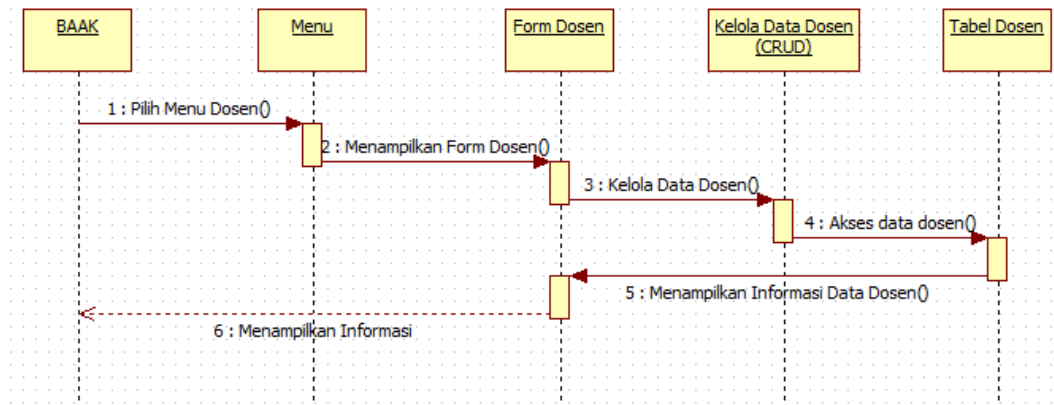 BAAK
Menu
Form Dosen
Kelola Data Dosen
(CRUD)
Tabel Dosen
1 : Pilih Menu Dosen()
2 : Menampilkan Form Dosen()
3 : Kelola Data Dosen()
4 : Akses data dosen()
5 : Menampilkan Informasi Data Dosen()
6 : Menampilkan Informasi